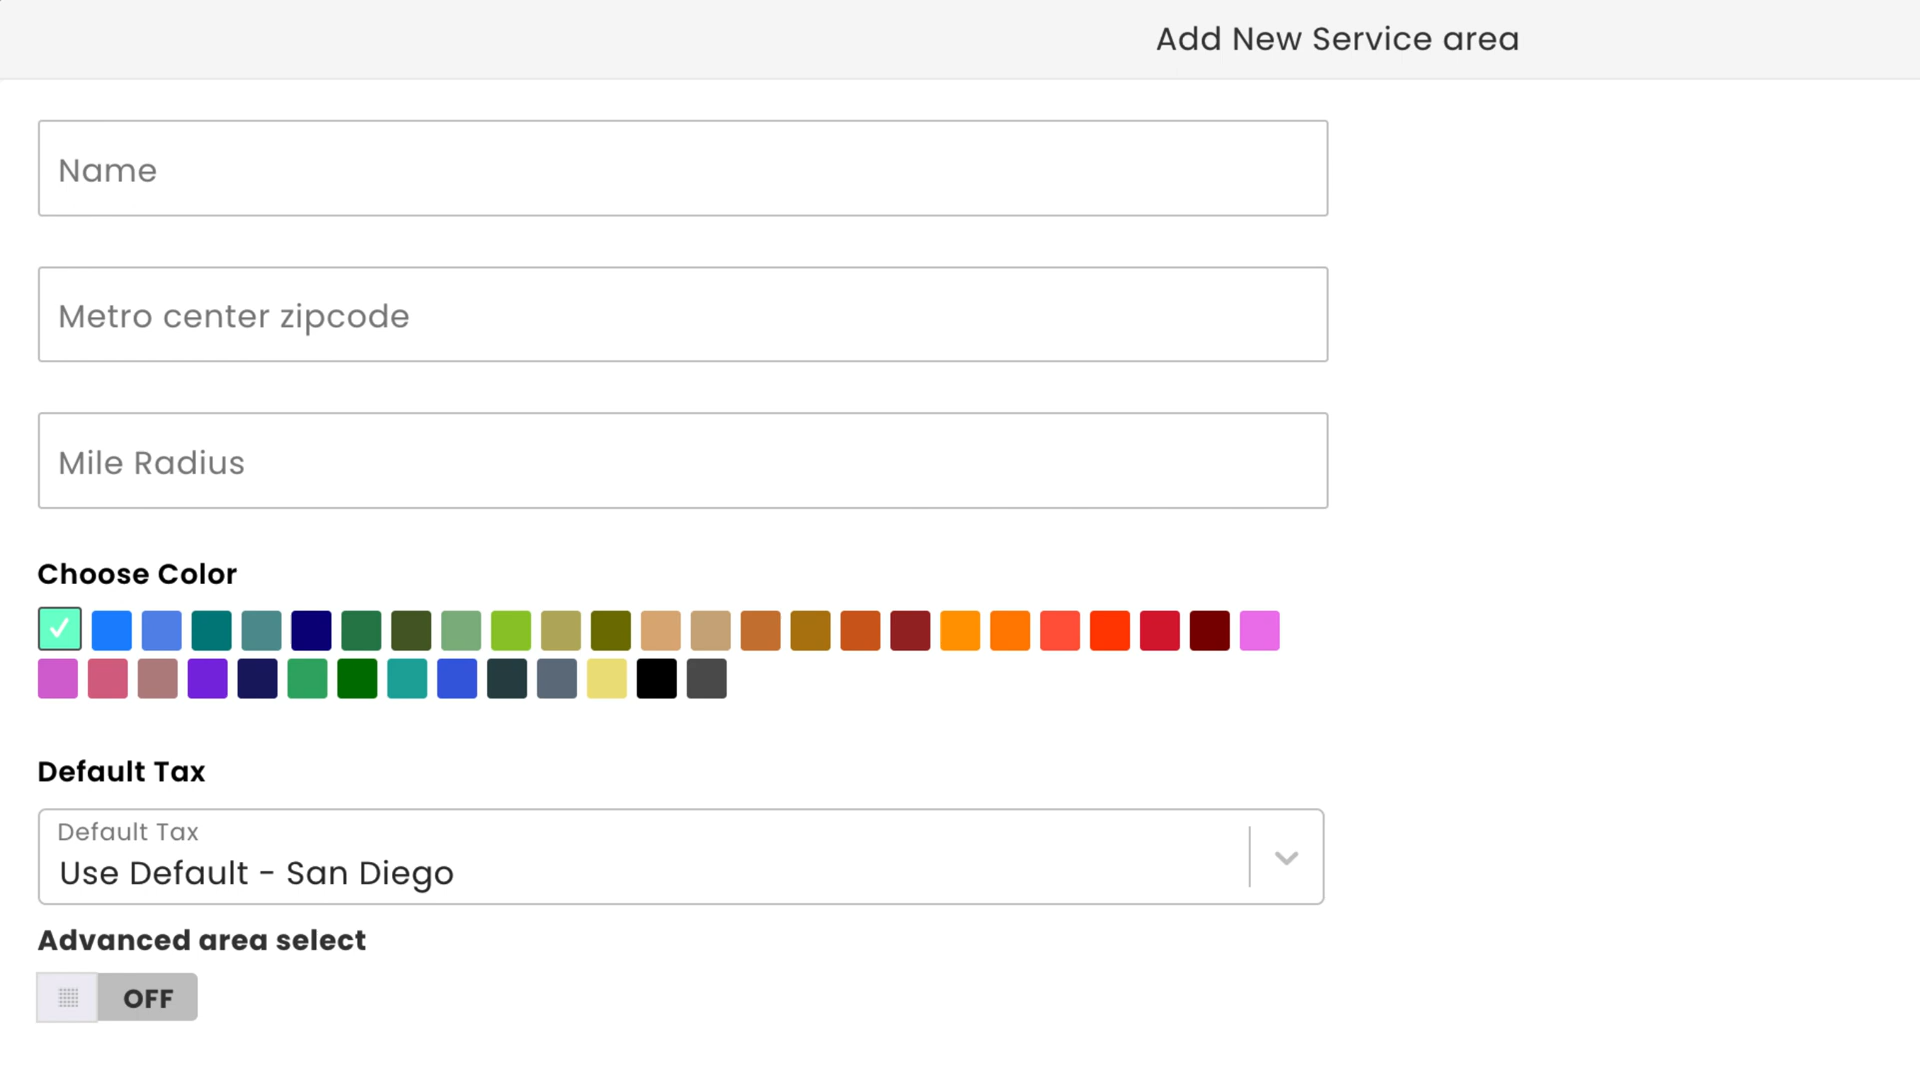 Add New Service area
Name
Metro center zipcode
Mile Radius
Choose Color
Default Tax
Default Tax
Use Default - San Diego
Advanced area select
OFF